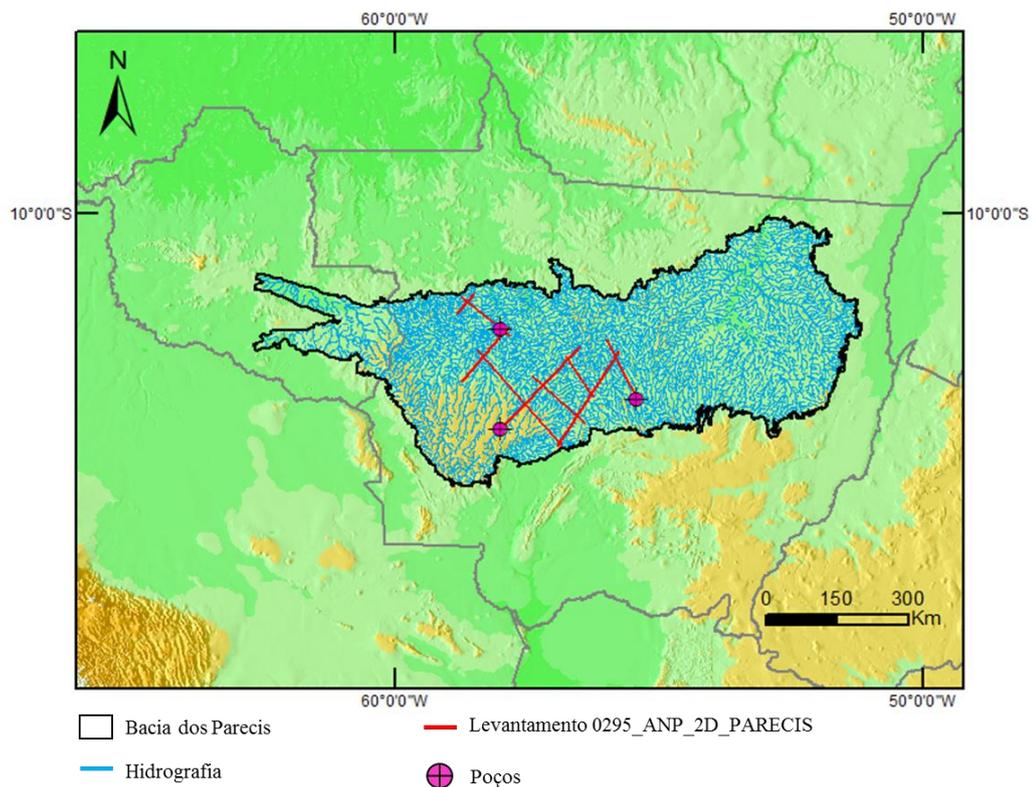 60°0'0"W 50°0'0"W
N
10°0'0"S 10°0'0"S
0 150 300
Km
60°0'0"W 50°0'0"W
Bacia dos Parecis Levantamento 0295_ANP_2D_PARECIS
Hidrografia Poços